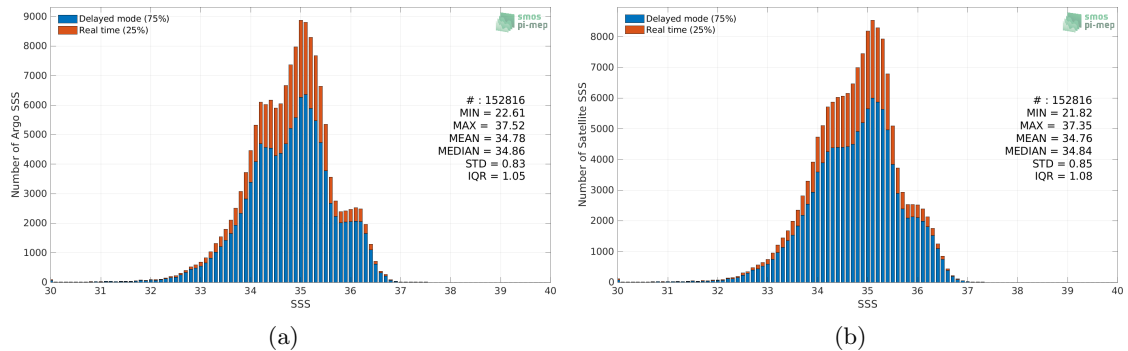 Delayed mode (75%)
Real time (25%)
smos
pi-mep
9000
8000
7000
6000
5000
4000
3000
2000
1000
0
Number of Argo SSS
# : 152816
MIN = 22.61
MAX = 37.52
MEAN = 34.78
MEDIAN = 34.86
STD = 0.83
IQR = 1.05
30 31 32 33 34 35 36 37 38 39 40
SSS
(a)
Delayed mode (75%)
Real time (25%)
smos
pi-mep
8000
7000
6000
5000
4000
3000
2000
1000
0
Number of Satellite SSS
# : 152816
MIN = 21.82
MAX = 37.35
MEAN = 34.76
MEDIAN = 34.84
STD = 0.85
IQR = 1.08
30 31 32 33 34 35 36 37 38 39 40
SSS
(b)